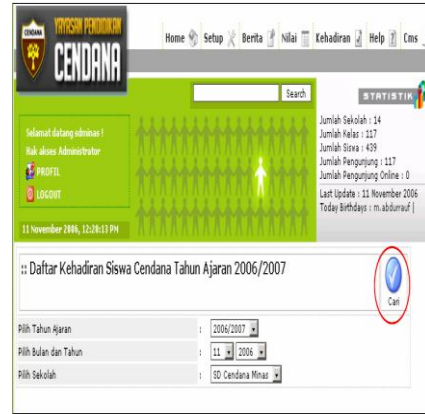 YAYASAN PENDIDIKAN
CENDANA
Home Setup Berita Nilai Kehadiran Help Cms
Search
STATISTIK
Selamat datang sdminas !
Hak akses Administrator
PROFIL
LOGOUT
11 November 2006, 12:20:13 PM
Jumlah Sekolah : 14
Jumlah Kelas : 117
Jumlah Siswa : 439
Jumlah Pengunjung : 117
Jumlah Pengunjung Online : 0
Last Update : 11 November 2006
Today Birthdays : m.abdurrauf |
:: Daftar Kehadiran Siswa Cendana Tahun Ajaran 2006/2007
Cari
Pilih Tahun Ajaran : 2006/2007
Pilih Bulan dan Tahun : 11 2006
Pilih Sekolah : SD Cendana Minas